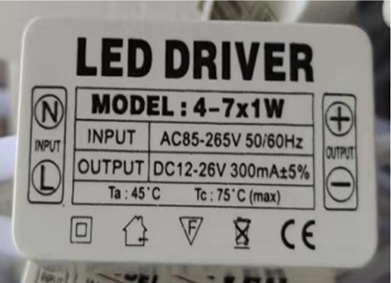 LED DRIVER
MODEL : 4-7x1W
N
INPUT
L
INPUT AC85-265V 50/60Hz
OUTPUT DC12-26V 300mA±5%
Ta : 45°C Tc : 75°C (max)
+
OUTPUT
−
F
CE